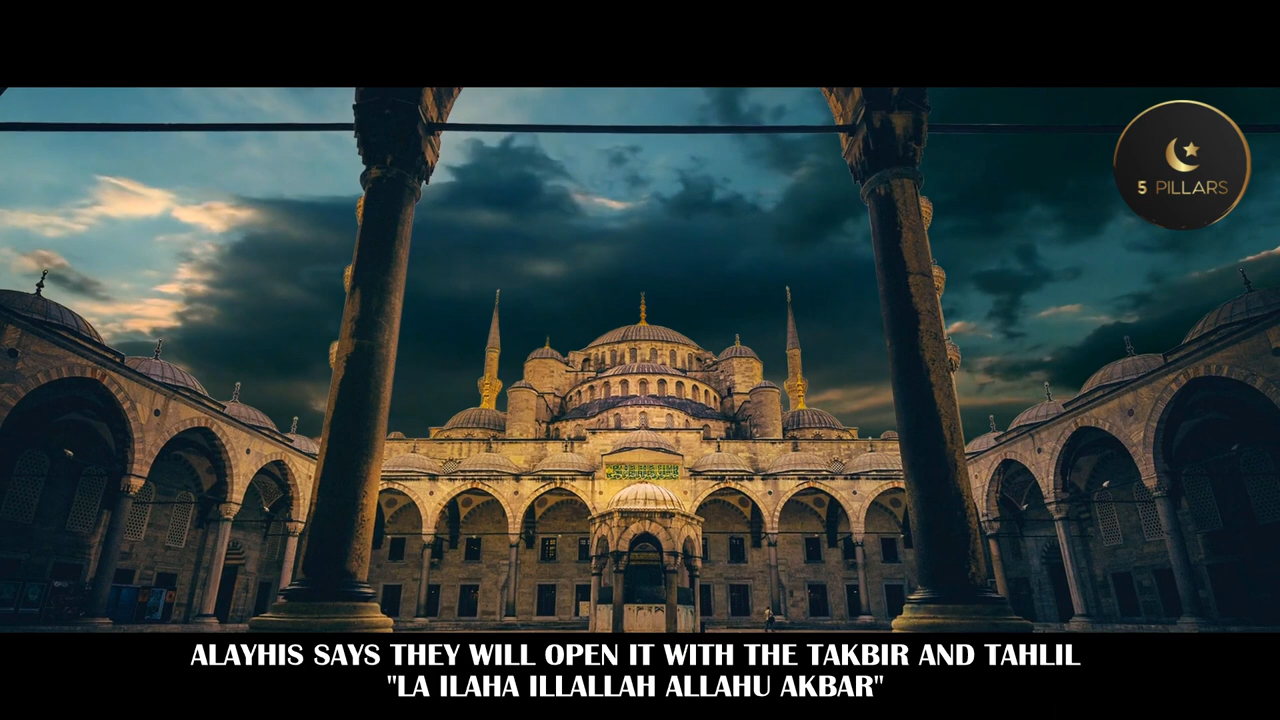 5 PILLARS
ALAYHIS SAYS THEY WILL OPEN IT WITH THE TAKBIR AND TAHLIL
"LA ILAHA ILLALLAH ALLAHU AKBAR"